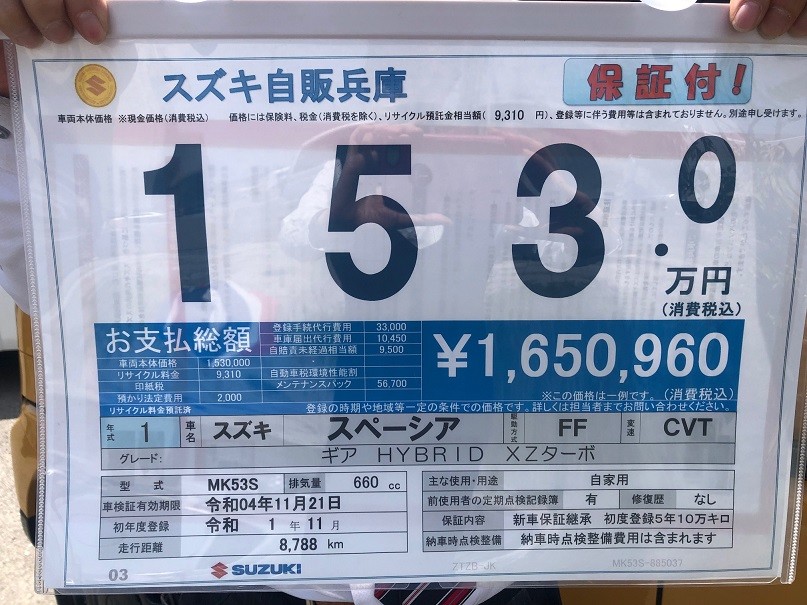 スズキ自販兵庫
保証付!
車両本体価格 ※現金価格(消費税込) 価格には保険料、税金(消費税を除く)、リサイクル預託金相当額( 9,310 円)、登録等に伴う費用等は含まれておりません。別途申し受けます。
153.0
万円
(消費税込)
お支払総額
登録手続代行費用 33,000
車庫届出代行費用 10,450
自賠責未経過相当額 9,500
自動車税環境性能割
メンテナンスパック 56,700
車両本体価格 1,530,000
リサイクル料金 9,310
印紙税
預かり法定費用 2,000
リサイクル料金預託済
¥1,650,960
※この価格は一例です。(消費税込)
登録の時期や地域等一定の条件での価格です。詳しくは担当者までお問い合わせください。
年式 1 車名 スズキ スペーシア 駆動方式 FF 変速 CVT
グレード: ギア HYBRID XZターボ
型式 MK53S 排気量 660 cc
車検証有効期限 令和04年11月21日
初年度登録 令和 1 年 11 月
走行距離 8,788 km
主な使用・用途 自家用
前使用者の定期点検記録簿 有 修復歴 なし
保証内容 新車保証継承 初度登録5年10万キロ
納車時点検整備 納車時点検整備費用は含まれます
03
SUZUKI
Z1ZB-JK
MK53S-885037